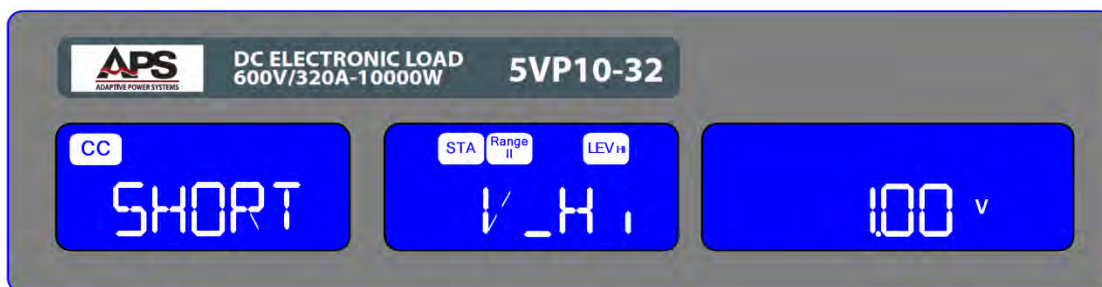 APS
ADAPTIVE POWER SYSTEMS
DC ELECTRONIC LOAD
600V/320A-10000W
5VP10-32
CC
SHORT
STA Range II LEV HI
V_Hi
1.00 V